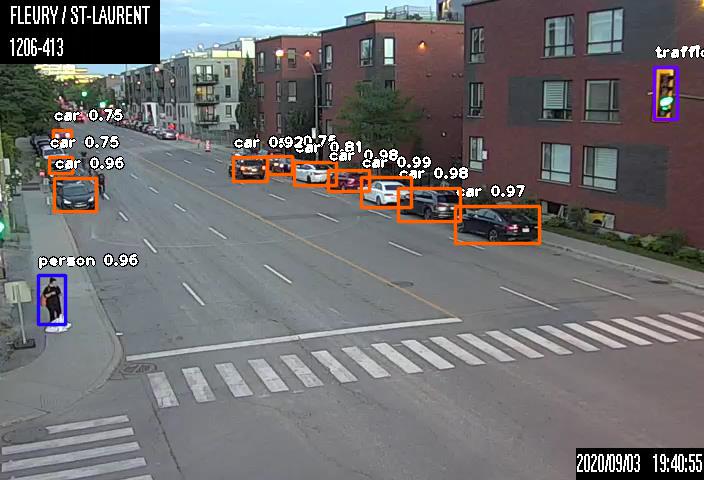 FLEURY / ST-LAURENT
1206-413
traffic
car 0.75
car 0.75
car 0.96
car 0.81
car 0.98
car 0.99
car 0.98
car 0.97
person 0.96
2020/09/03 19:40:55